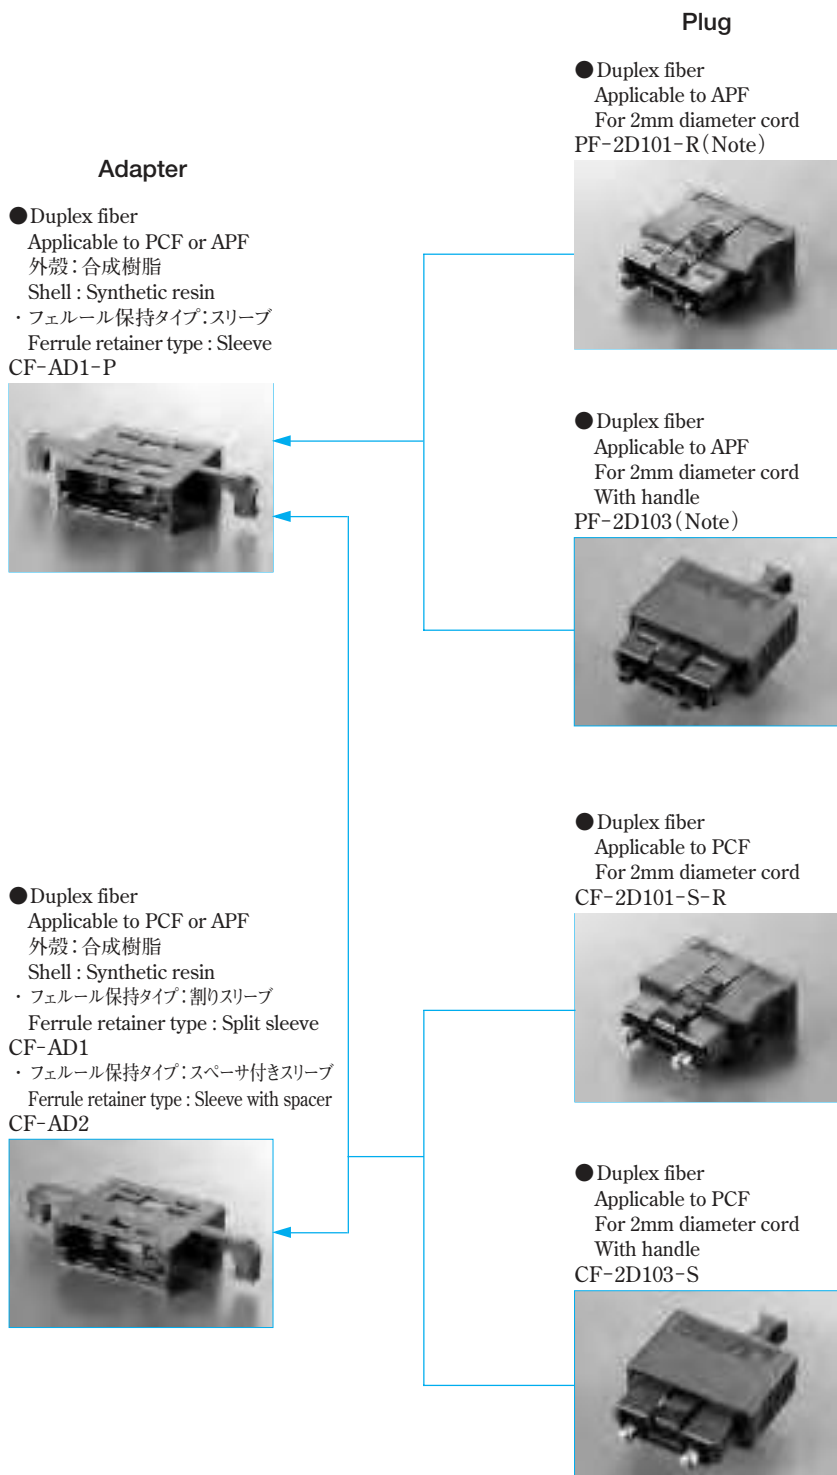 Plug
● Duplex fiber
Applicable to APF
For 2mm diameter cord
PF-2D101-R(Note)
Adapter
● Duplex fiber
Applicable to PCF or APF
外殻：合成樹脂
Shell : Synthetic resin
・フェルール保持タイプ：スリーブ
Ferrule retainer type : Sleeve
CF-AD1-P
● Duplex fiber
Applicable to APF
For 2mm diameter cord
With handle
PF-2D103(Note)
● Duplex fiber
Applicable to PCF
For 2mm diameter cord
CF-2D101-S-R
● Duplex fiber
Applicable to PCF or APF
外殻：合成樹脂
Shell : Synthetic resin
・フェルール保持タイプ：割りスリーブ
Ferrule retainer type : Split sleeve
CF-AD1
・フェルール保持タイプ：スペーサ付きスリーブ
Ferrule retainer type : Sleeve with spacer
CF-AD2
● Duplex fiber
Applicable to PCF
For 2mm diameter cord
With handle
CF-2D103-S